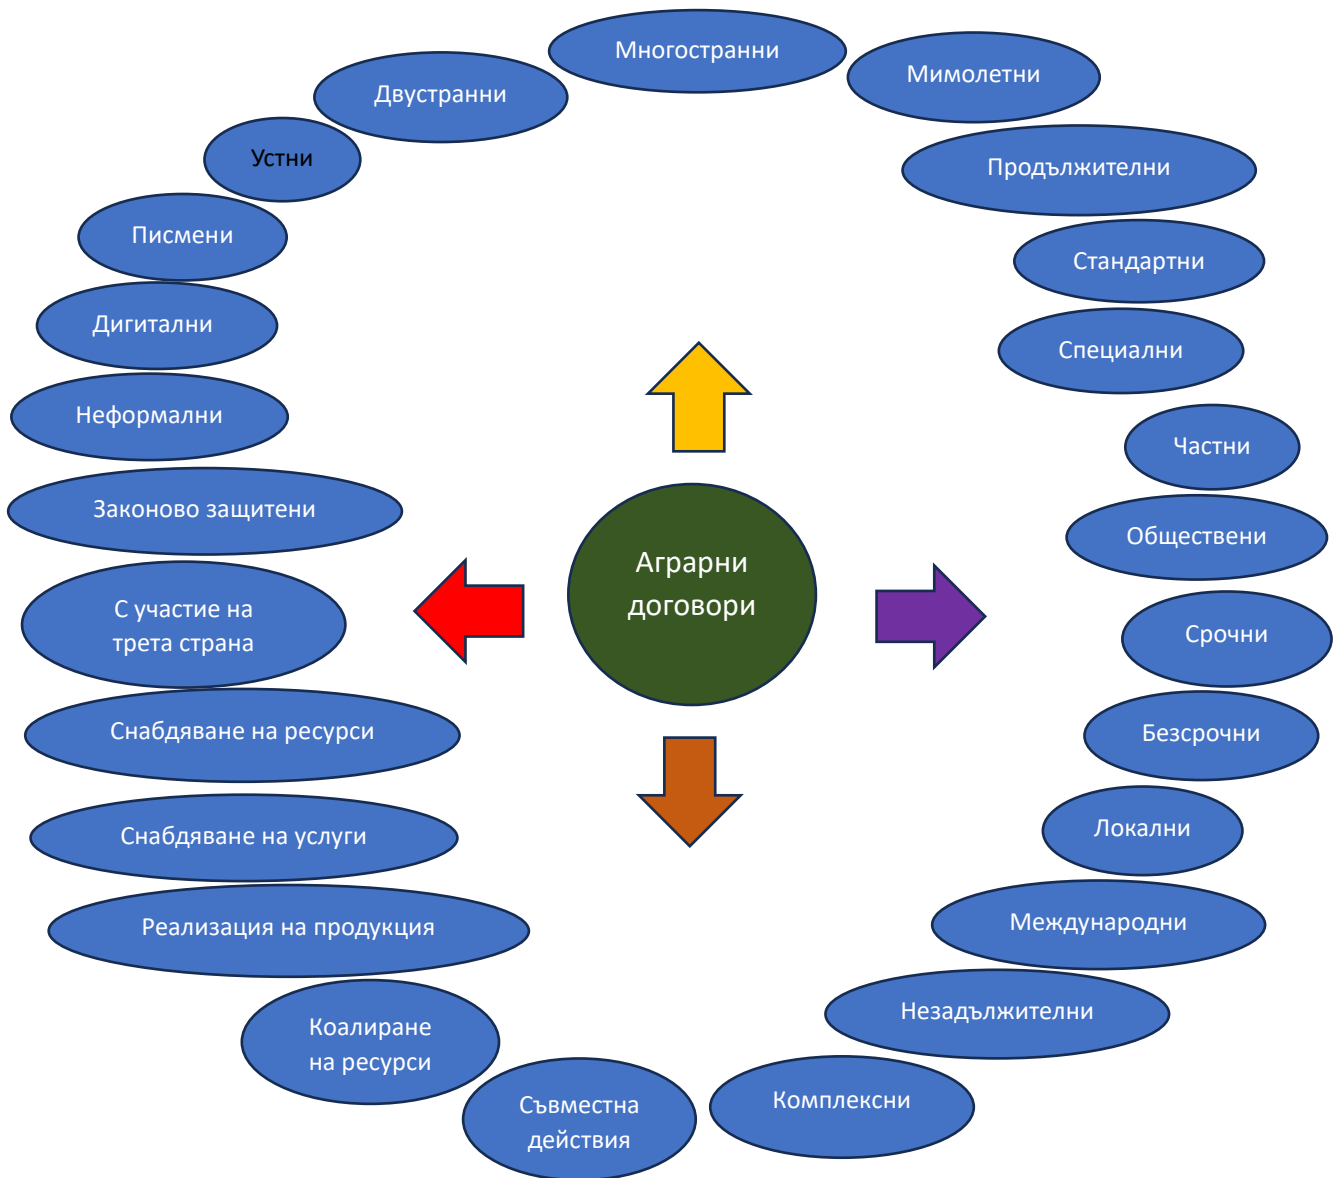 Многостранни
Мимолетни
Двустранни
Устни
Продължителни
Писмени
Стандартни
Дигитални
Специални
Неформални
Частни
Законово защитени
Обществени
Аграрни
договори
С участие на
трета страна
Срочни
Снабдяване на ресурси
Безсрочни
Снабдяване на услуги
Локални
Реализация на продукция
Международни
Незадължителни
Коалиране
на ресурси
Комплексни
Съвместна
действия